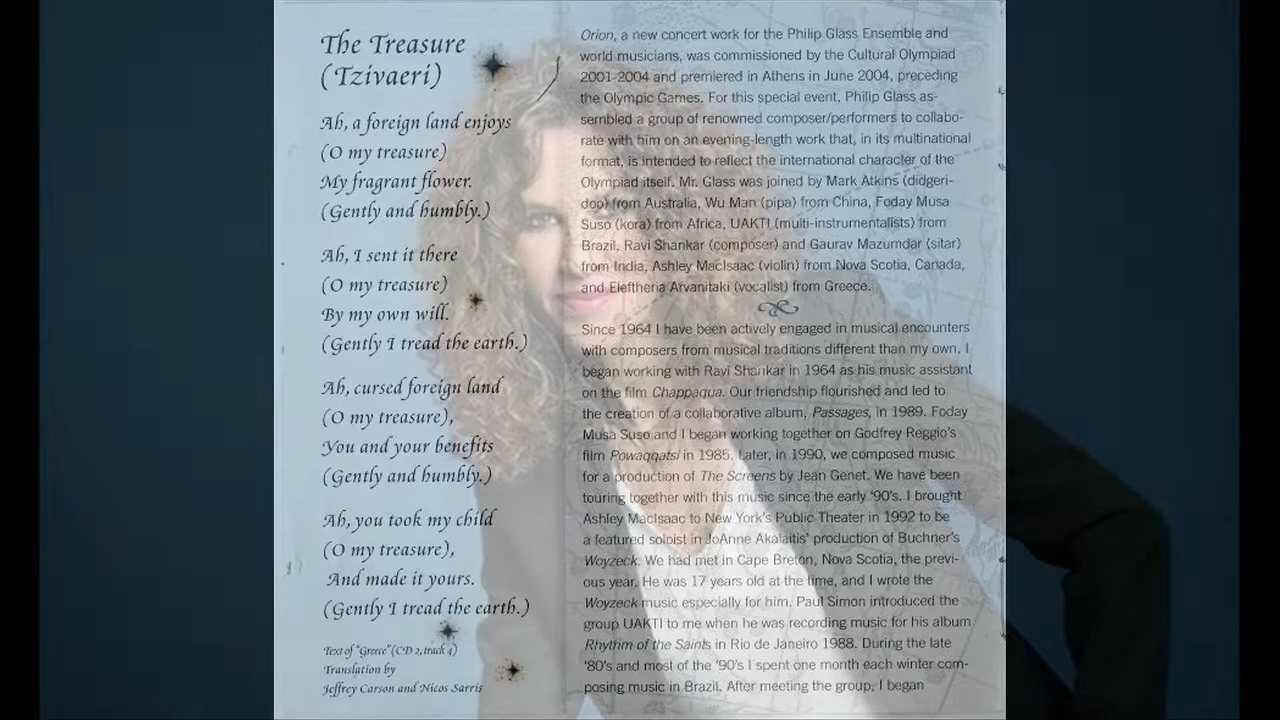 The Treasure
(Tzivaeri)
Ah, a foreign land enjoys
(O my treasure)
My fragrant flower.
(Gently and humbly.)
Ah, I sent it there
(O my treasure)
By my own will.
(Gently I tread the earth.)
Ah, cursed foreign land
(O my treasure),
You and your benefits
(Gently and humbly.)
Ah, you took my child
(O my treasure),
And made it yours.
(Gently I tread the earth.)
Text of "Greece" (CD 2, track 4)
Translation by
Jeffrey Carson and Nicos Sarris
Orion, a new concert work for the Philip Glass Ensemble and
world musicians, was commissioned by the Cultural Olympiad
2001-2004 and premiered in Athens in June 2004, preceding
the Olympic Games. For this special event, Philip Glass as-
sembled a group of renowned composer/performers to collabo-
rate with him on an evening-length work that, in its multinational
format, is intended to reflect the international character of the
Olympiad itself. Mr. Glass was joined by Mark Atkins (didgeri-
doo) from Australia, Wu Man (pipa) from China, Foday Musa
Suso (kora) from Africa, UAKTI (multi-instrumentalists) from
Brazil, Ravi Shankar (composer) and Gaurav Mazumdar (sitar)
from India, Ashley MacIsaac (violin) from Nova Scotia, Canada,
and Eleftheria Arvanitaki (vocalist) from Greece.
Since 1964 I have been actively engaged in musical encounters
with composers from musical traditions different than my own. I
began working with Ravi Shankar in 1964 as his music assistant
on the film Chappaqua. Our friendship flourished and led to
the creation of a collaborative album, Passages, in 1989. Foday
Musa Suso and I began working together on Godfrey Reggio's
film Powaqqatsi in 1985. Later, in 1990, we composed music
for a production of The Screens by Jean Genet. We have been
touring together with this music since the early '90's. I brought
Ashley MacIsaac to New York's Public Theater in 1992 to be
a featured soloist in JoAnne Akalaitis' production of Buchner's
Woyzeck. We had met in Cape Breton, Nova Scotia, the previ-
ous year. He was 17 years old at the time, and I wrote the
Woyzeck music especially for him. Paul Simon introduced the
group UAKTI to me when he was recording music for his album
Rhythm of the Saints in Rio de Janeiro 1988. During the late
'80's and most of the '90's I spent one month each winter com-
posing music in Brazil. After meeting the group, I began